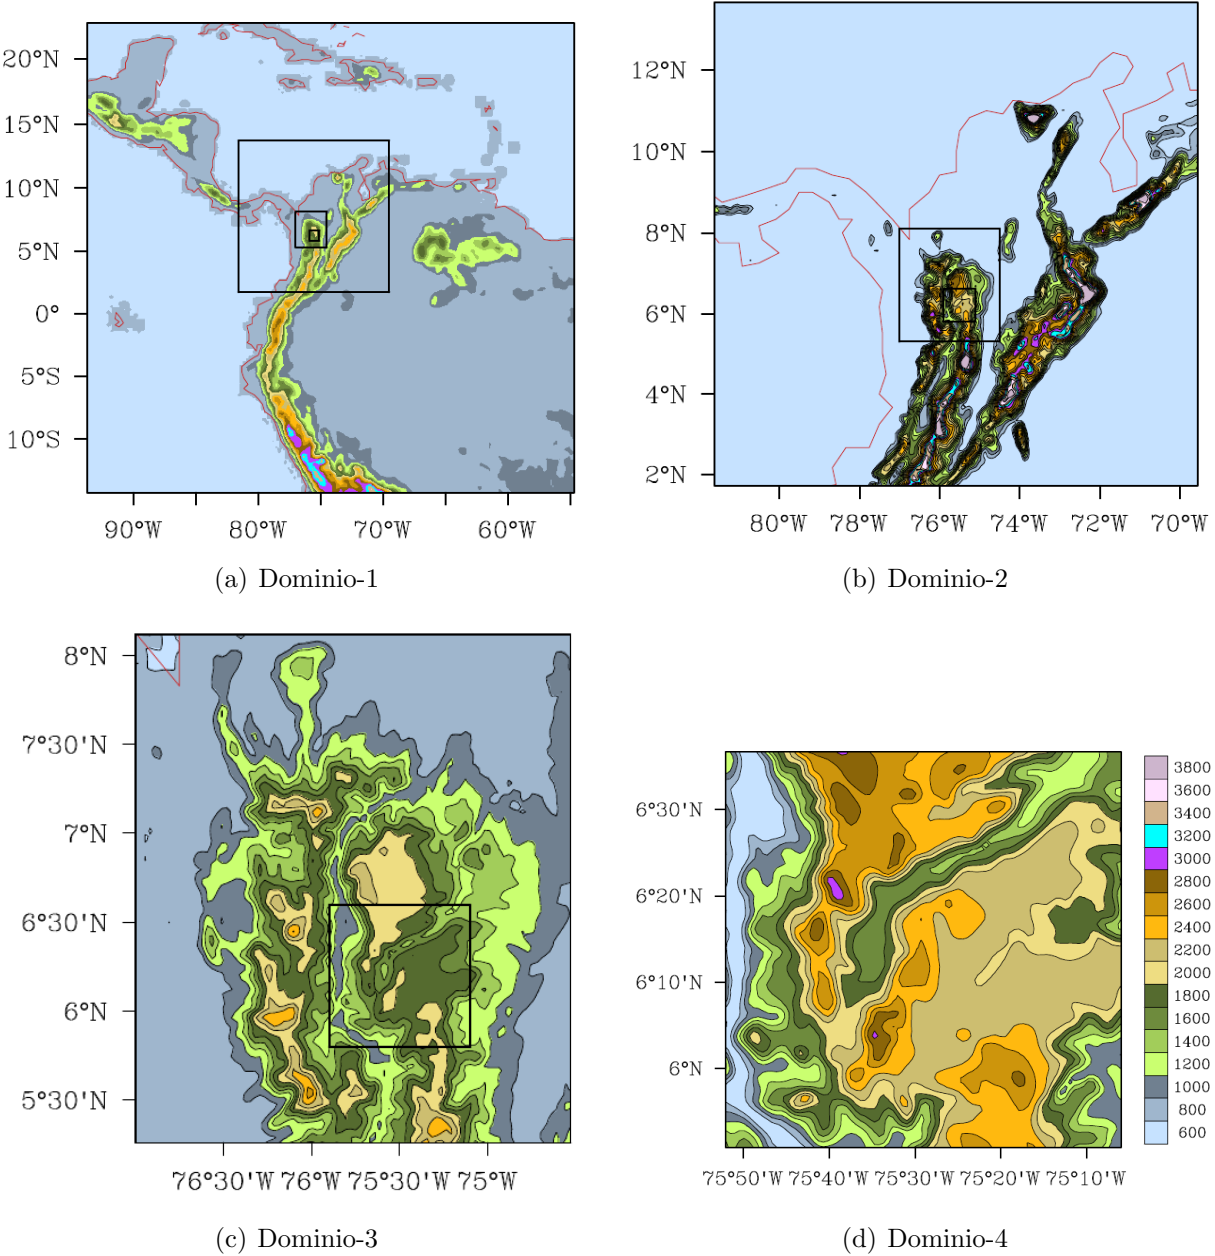 20°N
15°N
10°N
5°N
0°
5°S
10°S
90°W 80°W 70°W 60°W
(a) Dominio-1
12°N
10°N
8°N
6°N
4°N
2°N
80°W 78°W 76°W 74°W 72°W 70°W
(b) Dominio-2
8°N
7°30'N
7°N
6°30'N
6°N
5°30'N
76°30'W 76°W 75°30'W 75°W
(c) Dominio-3
6°30'N
6°20'N
6°10'N
6°N
75°50'W 75°40'W 75°30'W 75°20'W 75°10'W
(d) Dominio-4
3800
3600
3400
3200
3000
2800
2600
2400
2200
2000
1800
1600
1400
1200
1000
800
600